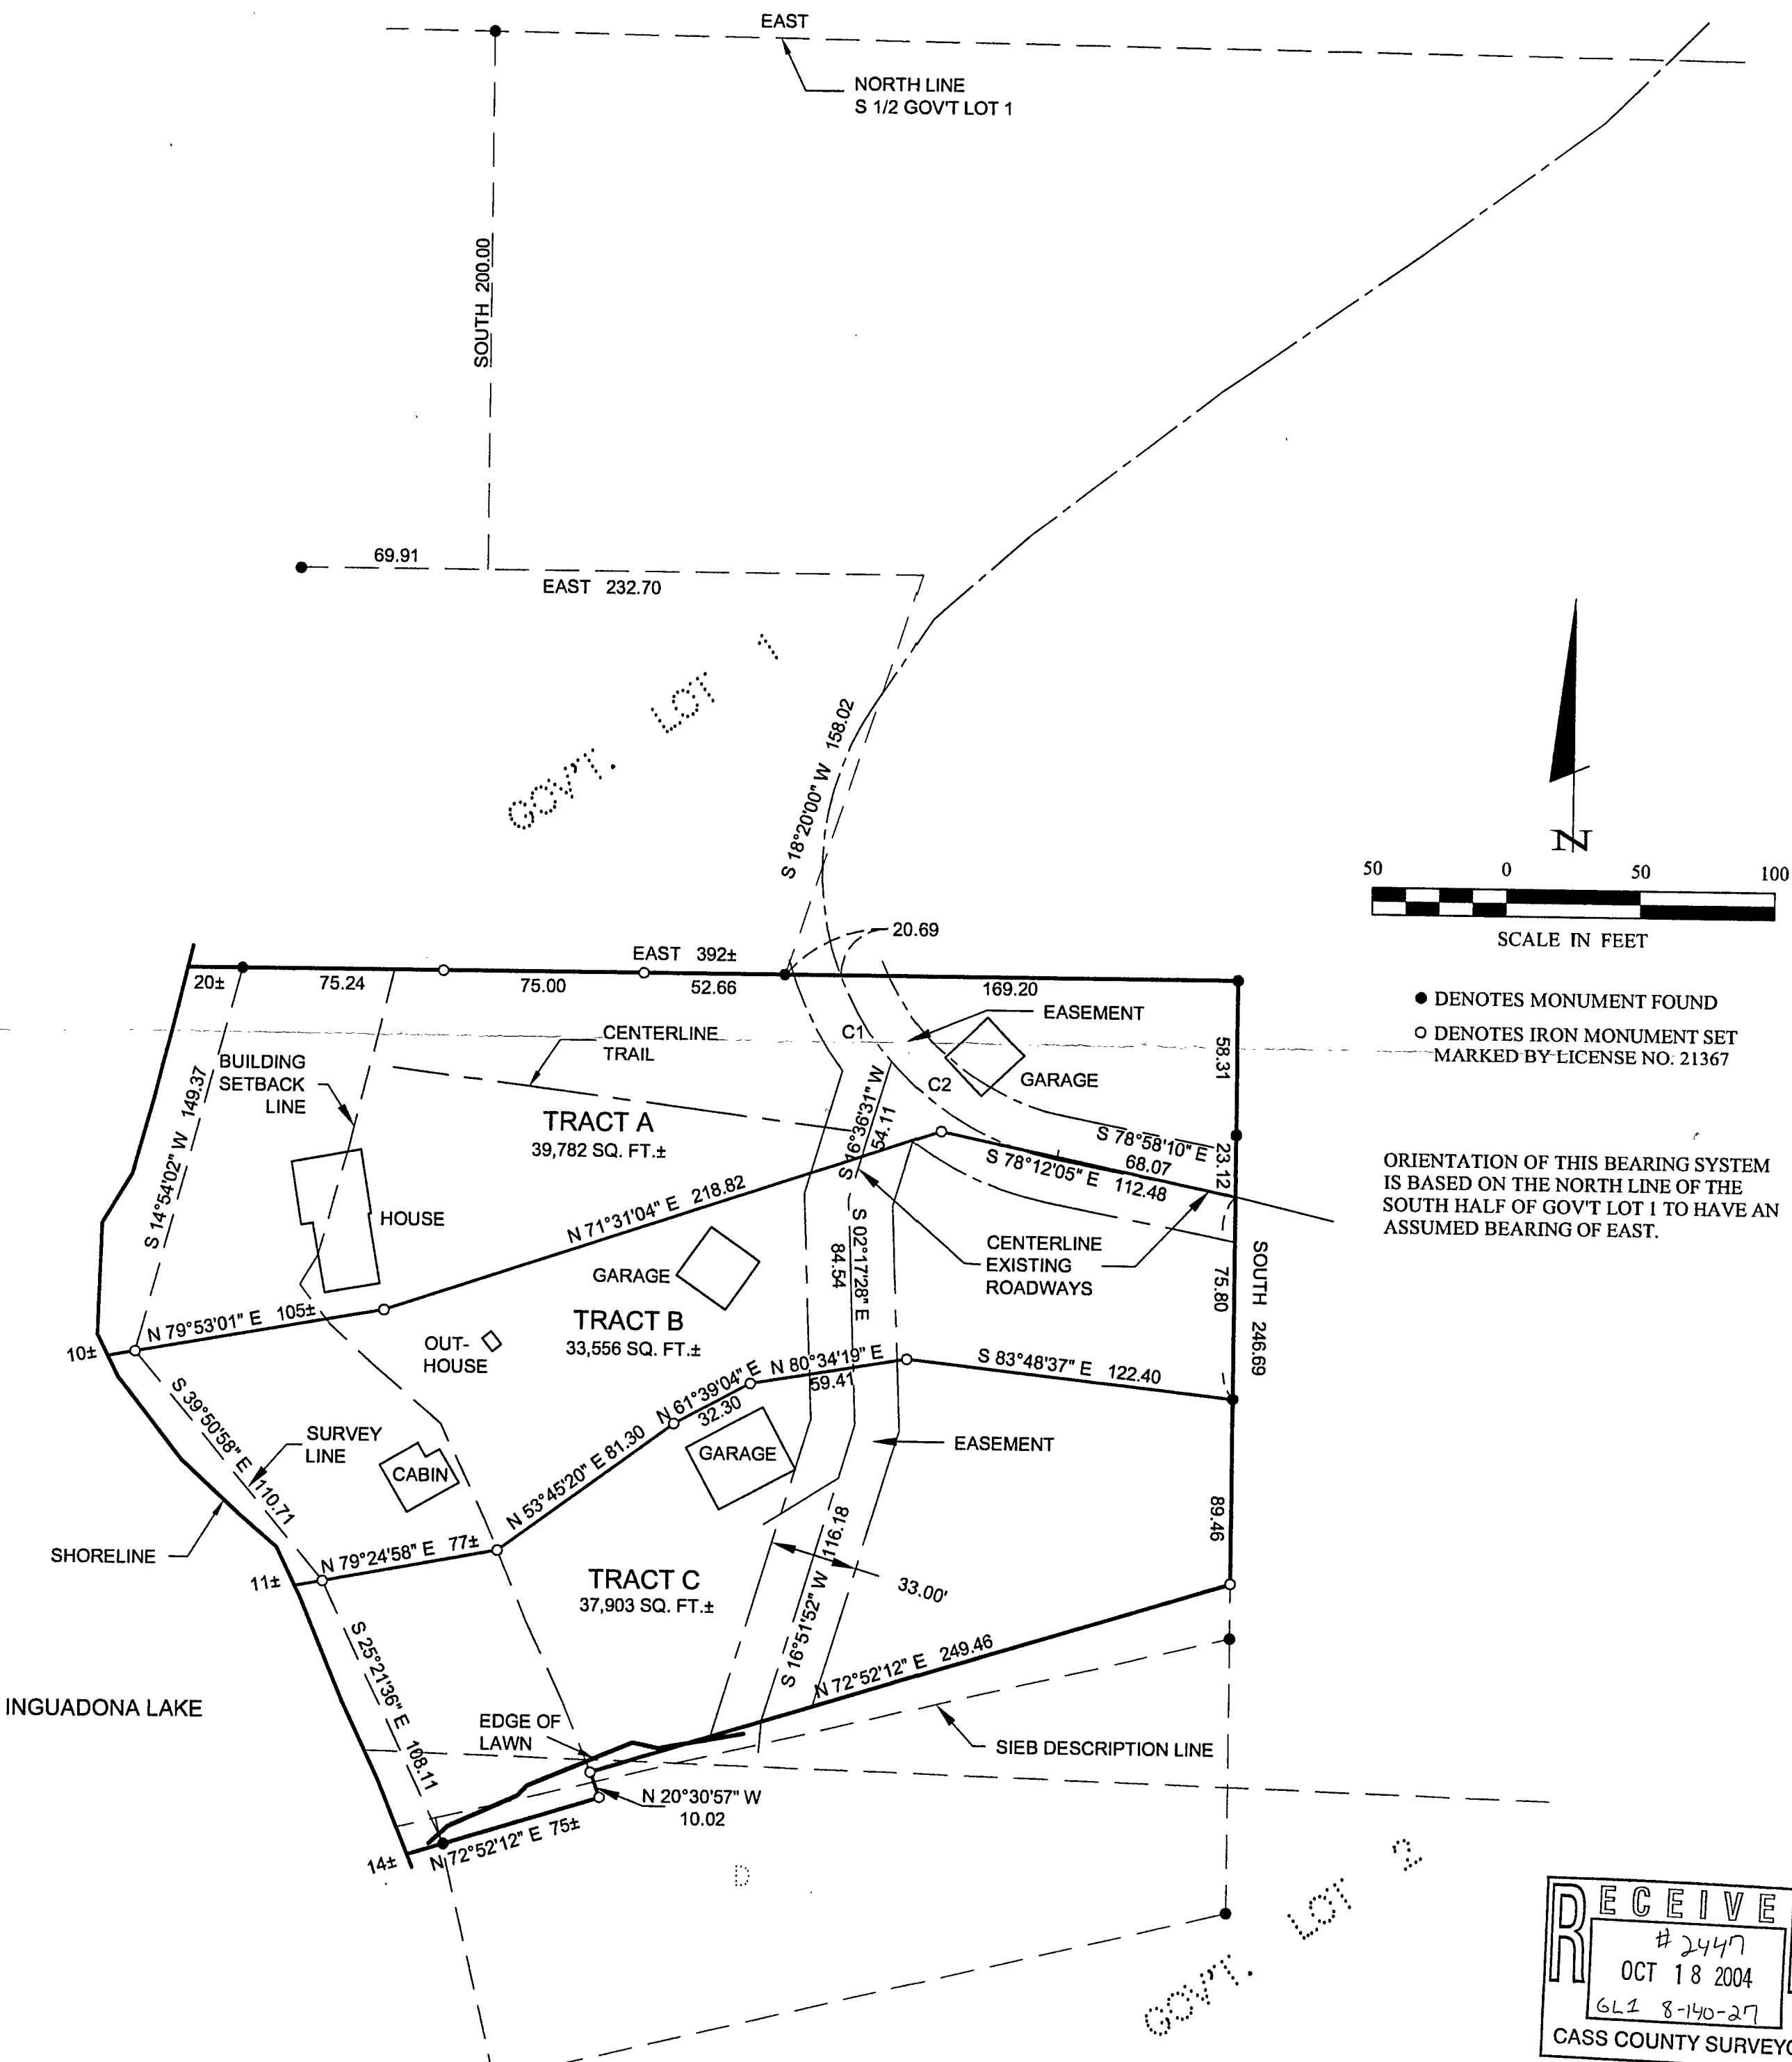 EAST
NORTH LINE
S 1/2 GOV'T LOT 1
SOUTH 200.00
69.91
EAST 232.70
GOVT. LOT 1
S 18°20'00" W 158.02
N
50 0 50 100
SCALE IN FEET
20.69
EAST 392±
20±
75.24
75.00
52.66
169.20
● DENOTES MONUMENT FOUND
○ DENOTES IRON MONUMENT SET
MARKED BY LICENSE NO. 21367
EASEMENT
C1
CENTERLINE
TRAIL
BUILDING
SETBACK
LINE
58.31
C2
GARAGE
S 14°54'02" W 149.37
TRACT A
39,782 SQ. FT.±
S 16°36'31" W
54.11
S 78°58'10" E
68.07
23.12
S 78°12'05" E 112.48
ORIENTATION OF THIS BEARING SYSTEM
IS BASED ON THE NORTH LINE OF THE
SOUTH HALF OF GOV'T LOT 1 TO HAVE AN
ASSUMED BEARING OF EAST.
HOUSE
N 71°31'04" E 218.82
S 02°17'28" E
84.54
CENTERLINE
EXISTING
ROADWAYS
GARAGE
SOUTH 246.69
75.80
N 79°53'01" E 105±
10±
TRACT B
33,556 SQ. FT.±
OUT-
HOUSE
N 80°34'19" E
59.41
S 83°48'37" E 122.40
N 61°39'04" E
32.30
S 39°50'58" E 110.71
SURVEY
LINE
CABIN
N 53°45'20" E 81.30
GARAGE
EASEMENT
89.46
SHORELINE
N 79°24'58" E 77±
11±
TRACT C
37,903 SQ. FT.±
S 16°51'52" W 116.18
33.00'
S 25°21'36" E 108.11
N 72°52'12" E 249.46
INGUADONA LAKE
EDGE OF
LAWN
SIEB DESCRIPTION LINE
N 20°30'57" W
10.02
N 72°52'12" E 75±
14±
D
GOVT. LOT 2
RECEIVE
# 2447
OCT 18 2004
GL1 8-140-27
CASS COUNTY SURVEYO